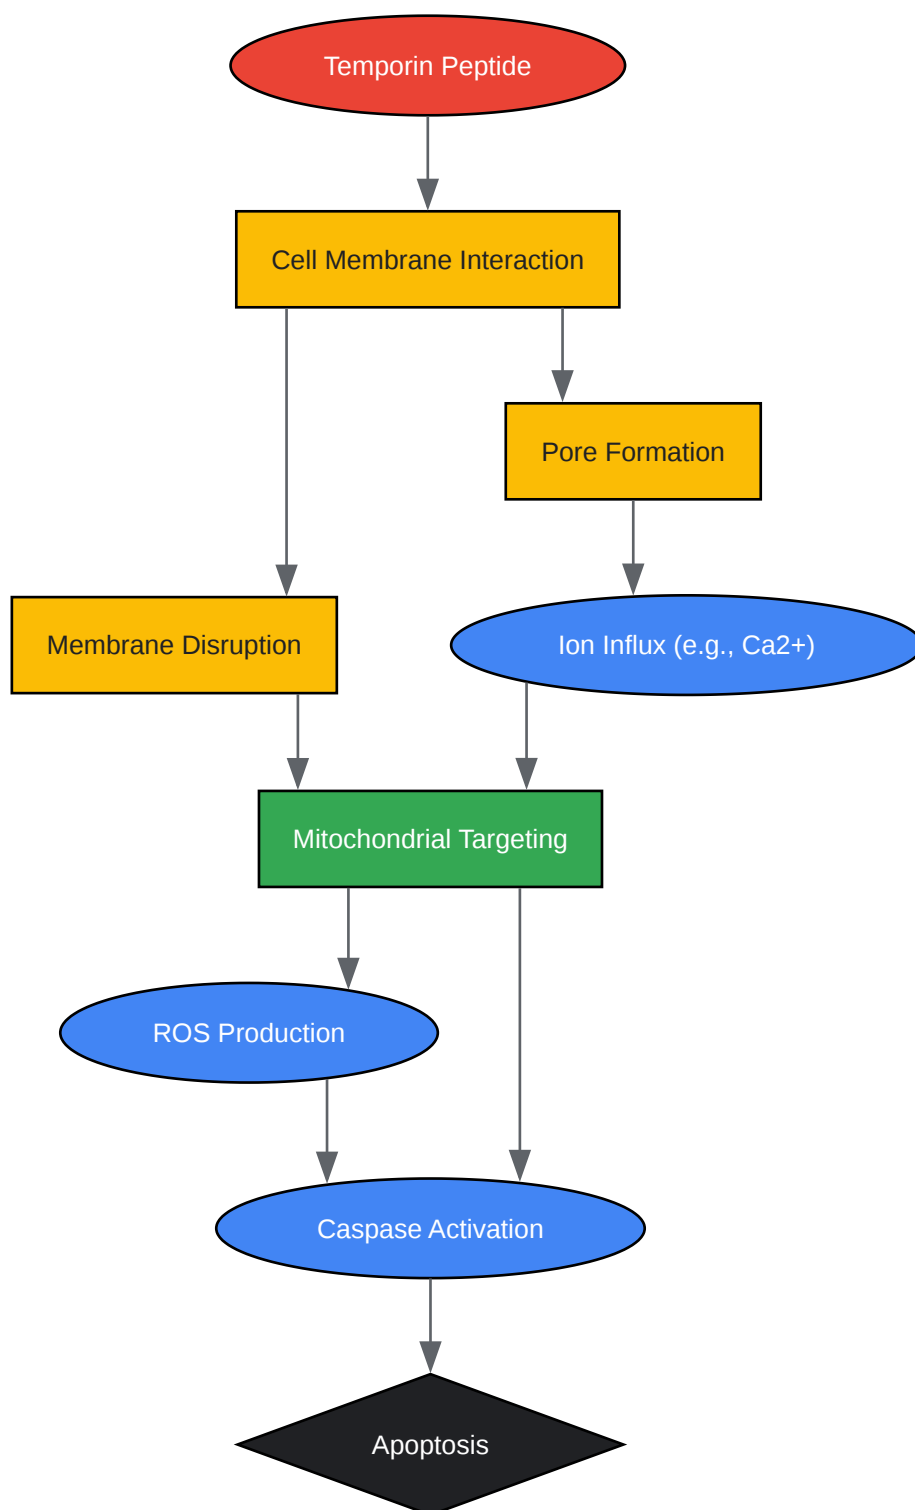 Temporin Peptide
Cell Membrane Interaction
Pore Formation
Membrane Disruption
Ion Influx (e.g., Ca2+)
Mitochondrial Targeting
ROS Production
Caspase Activation
Apoptosis